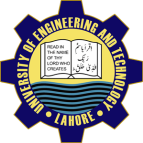 UNIVERSITY OF ENGINEERING AND TECHNOLOGY
READ IN
THE NAME
OF THY
LORD WHO
CREATES
• LAHORE •